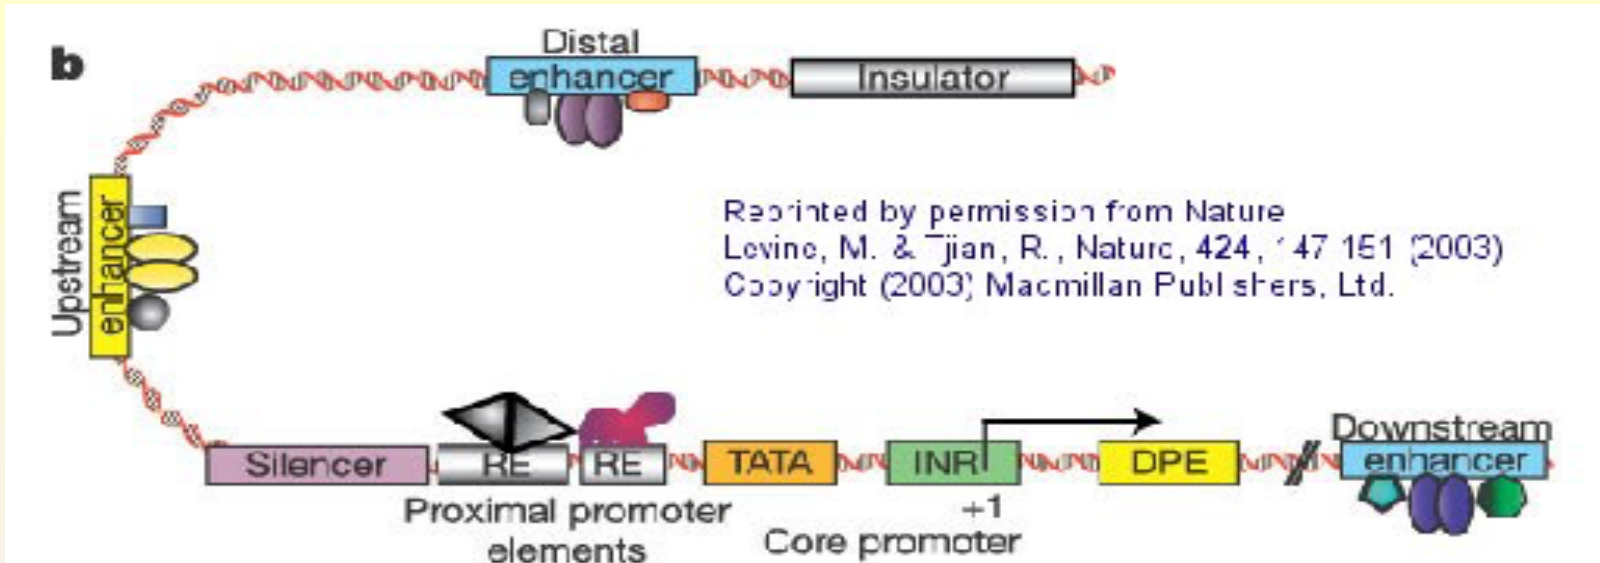 b
Distal
enhancer
Insulator
Upstream
enhancer
Reprinted by permission from Nature
Levine, M. & Tjian, R., Nature, 424, 147 151 (2003)
Copyright (2003) Macmillan Publishers, Ltd.
Silencer
RE
RE
TATA
INR
DPE
Downstream
enhancer
Proximal promoter
elements
+1
Core promoter